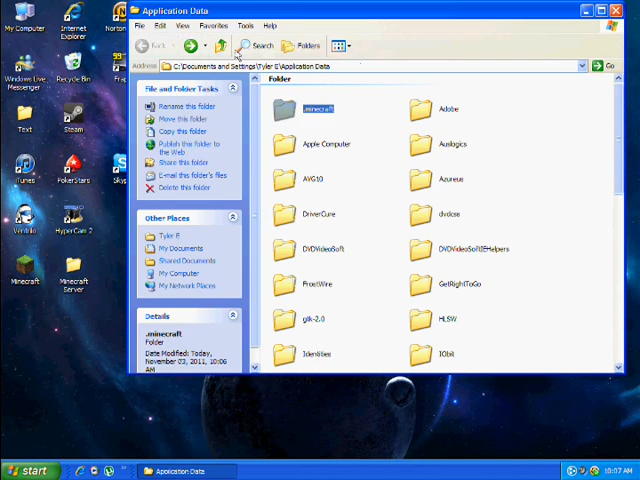 My Computer
Internet Explorer
Norton
Windows Live Messenger
Recycle Bin
Frap
Text
Steam
iTunes
PokerStars
Skyp
Ventrilo
HyperCam 2
Minecraft
Minecraft Server
Application Data
File Edit View Favorites Tools Help
Back Search Folders
Address C:\Documents and Settings\Tyler E\Application Data Go
File and Folder Tasks
Rename this folder
Move this folder
Copy this folder
Publish this folder to
the Web
Share this folder
E-mail this folder's files
Delete this folder
Other Places
Tyler E
My Documents
Shared Documents
My Computer
My Network Places
Details
.minecraft
Folder
Date Modified: Today,
November 03, 2011, 10:06
AM
Folder
.minecraft Adobe
Apple Computer Auslogics
AVG10 Azureus
DriverCure dvdcss
DVDVideoSoft DVDVideoSoftIEHelpers
FrostWire GetRightToGo
gtk-2.0 HLSW
Identities IObit
start Application Data 10:07 AM